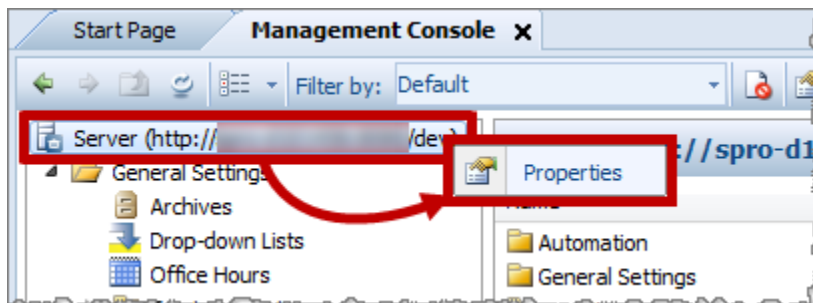 Start Page Management Console
Filter by: Default
Server (http:// /dev)
Properties
://spro-d1
General Settings
Archives
Drop-down Lists
Office Hours
Name
Automation
General Settings